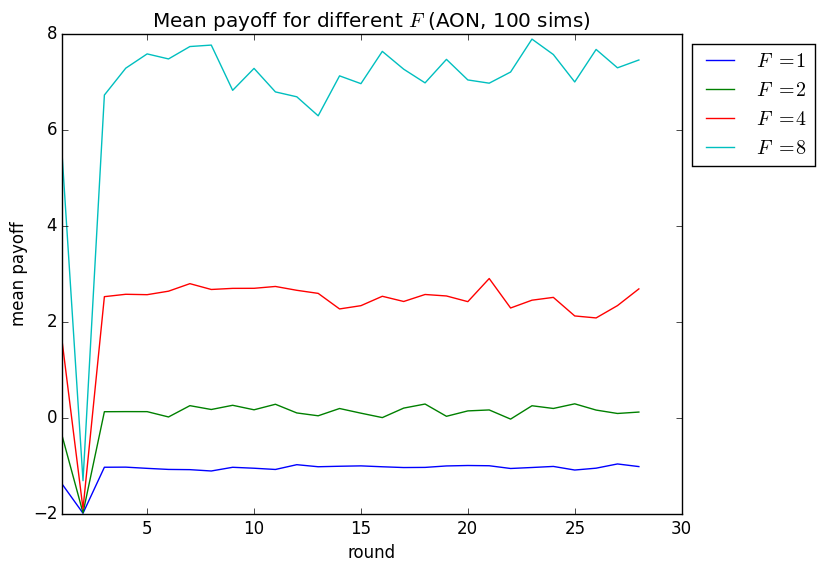 Mean payoff for different F (AON, 100 sims)
8
6
4
2
0
−2
mean payoff
5
10
15
20
25
30
round
F =1
F =2
F =4
F =8